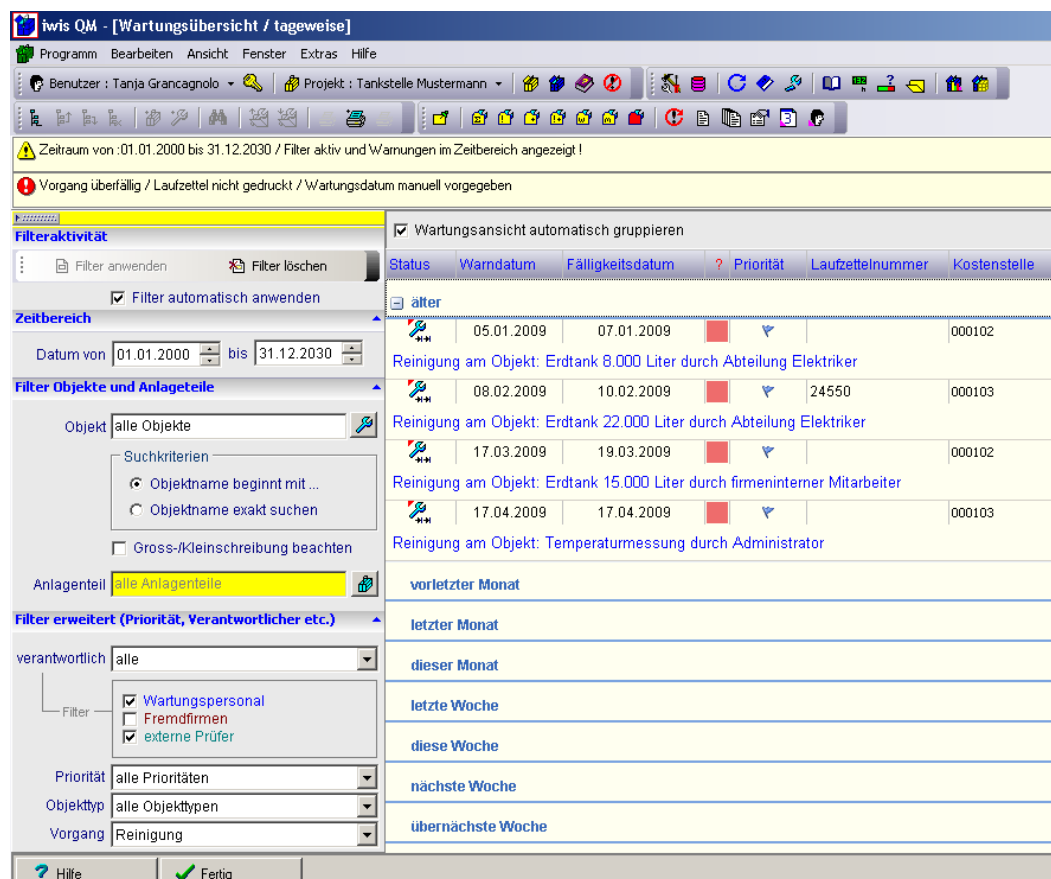 iwis QM - [Wartungsübersicht / tageweise]
Programm Bearbeiten Ansicht Fenster Extras Hilfe
Benutzer : Tanja Grancagnolo Projekt : Tankstelle Mustermann
Zeitraum von :01.01.2000 bis 31.12.2030 / Filter aktiv und Warnungen im Zeitbereich angezeigt !
Vorgang überfällig / Laufzettel nicht gedruckt / Wartungsdatum manuell vorgegeben
Filteraktivität
Filter anwenden Filter löschen
Filter automatisch anwenden
Zeitbereich
Datum von 01.01.2000 bis 31.12.2030
Filter Objekte und Anlageteile
Objekt alle Objekte
Suchkriterien
Objektname beginnt mit ...
Objektname exakt suchen
Gross-/Kleinschreibung beachten
Anlagenteil alle Anlagenteile
Filter erweitert (Priorität, Verantwortlicher etc.)
verantwortlich alle
Filter
Wartungspersonal
Fremdfirmen
externe Prüfer
Priorität alle Prioritäten
Objekttyp alle Objekttypen
Vorgang Reinigung
Wartungsansicht automatisch gruppieren
Status Warndatum Fälligkeitsdatum ? Priorität Laufzettelnummer Kostenstelle
älter
05.01.2009 07.01.2009 000102
Reinigung am Objekt: Erdtank 8.000 Liter durch Abteilung Elektriker
08.02.2009 10.02.2009 24550 000103
Reinigung am Objekt: Erdtank 22.000 Liter durch Abteilung Elektriker
17.03.2009 19.03.2009 000102
Reinigung am Objekt: Erdtank 15.000 Liter durch firmeninterner Mitarbeiter
17.04.2009 17.04.2009 000103
Reinigung am Objekt: Temperaturmessung durch Administrator
vorletzter Monat
letzter Monat
dieser Monat
letzte Woche
diese Woche
nächste Woche
übernächste Woche
? Hilfe Fertig